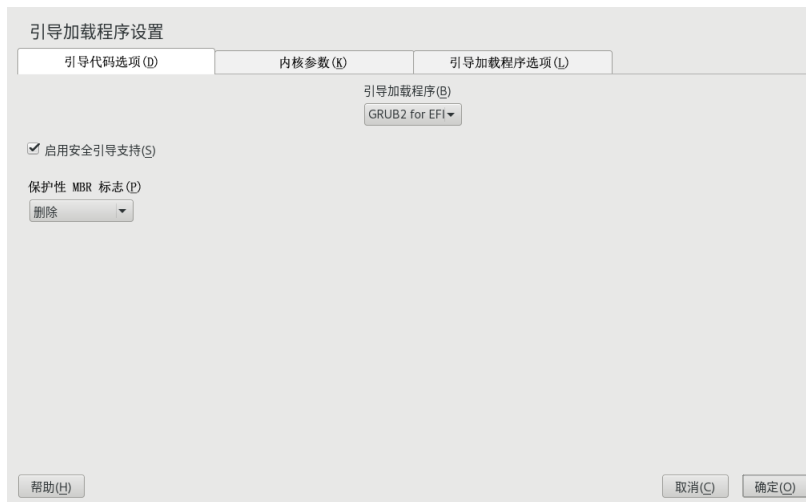 引导加载程序设置
引导代码选项(D) 内核参数(K) 引导加载程序选项(L)
引导加载程序(B)
GRUB2 for EFI
启用安全引导支持(S)
保护性 MBR 标志(P)
删除
帮助(H) 取消(C) 确定(O)